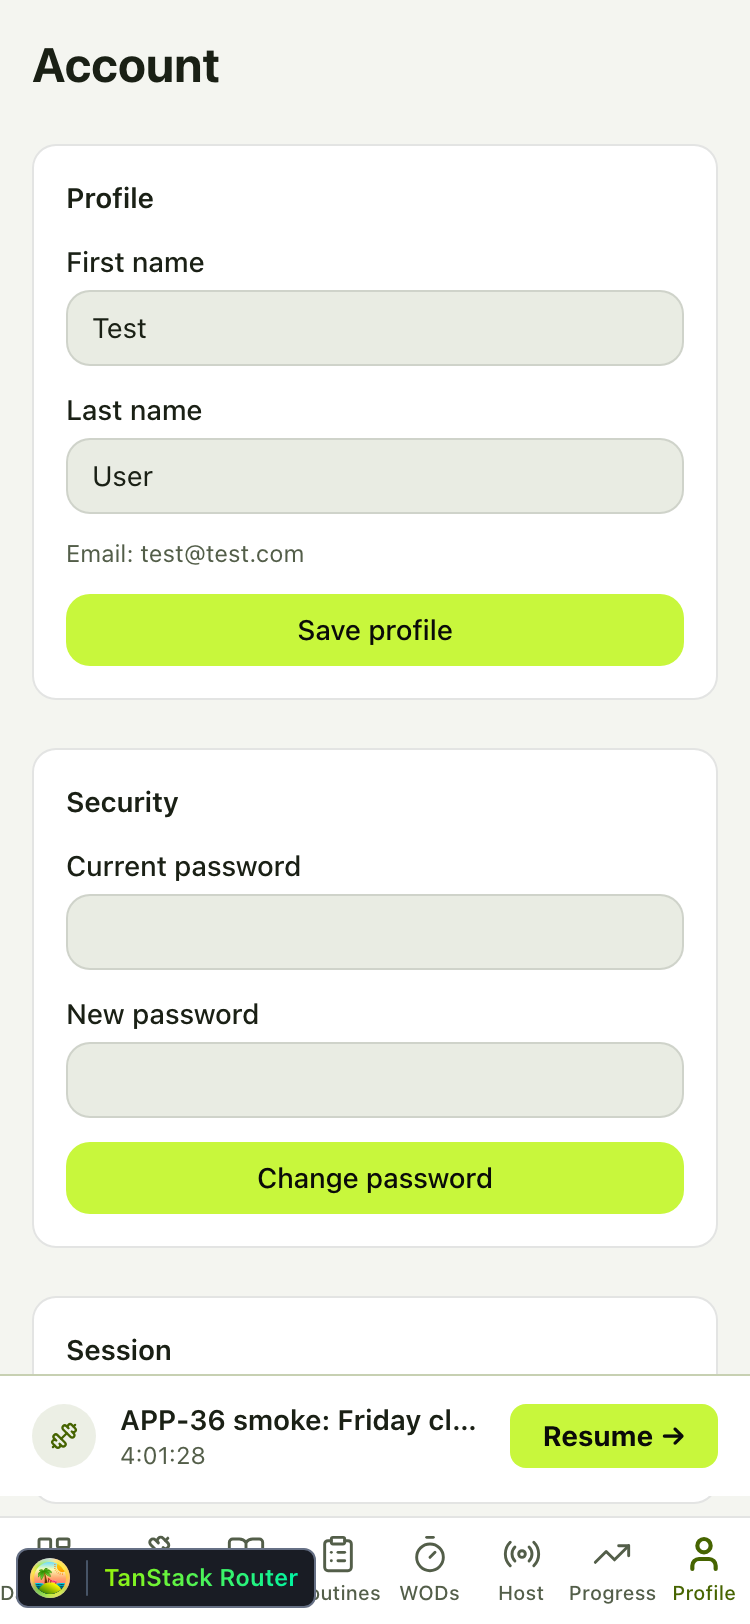 Account
Profile
First name
Test
Last name
User
Email: test@test.com
Save profile
Security
Current password
New password
Change password
Session
APP-36 smoke: Friday cl...
4:01:28
Resume →
D
TanStack Router
outines
WODs
Host
Progress
Profile